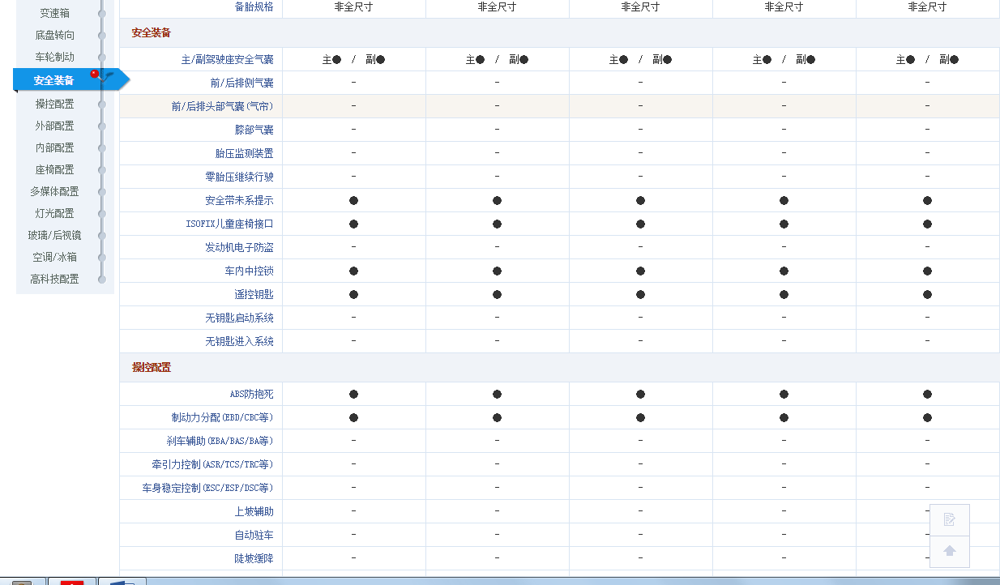 变速箱
底盘转向
车轮制动
安全装备
操控配置
外部配置
内部配置
座椅配置
多媒体配置
灯光配置
玻璃/后视镜
空调/冰箱
高科技配置
备胎规格 非全尺寸 非全尺寸 非全尺寸 非全尺寸 非全尺寸
安全装备
主/副驾驶座安全气囊 主● / 副● 主● / 副● 主● / 副● 主● / 副● 主● / 副●
前/后排侧气囊 - - - - -
前/后排头部气囊(气帘) - - - - -
膝部气囊 - - - - -
胎压监测装置 - - - - -
零胎压继续行驶 - - - - -
安全带未系提示 ● ● ● ● ●
ISOFIX儿童座椅接口 ● ● ● ● ●
发动机电子防盗 - - - - -
车内中控锁 ● ● ● ● ●
遥控钥匙 ● ● ● ● ●
无钥匙启动系统 - - - - -
无钥匙进入系统 - - - - -
操控配置
ABS防抱死 ● ● ● ● ●
制动力分配(EBD/CBC等) ● ● ● ● ●
刹车辅助(EBA/BAS/BA等) - - - - -
牵引力控制(ASR/TCS/TRC等) - - - - -
车身稳定控制(ESC/ESP/DSC等) - - - - -
上坡辅助 - - - - -
自动驻车 - - - - -
陡坡缓降 - - - - -